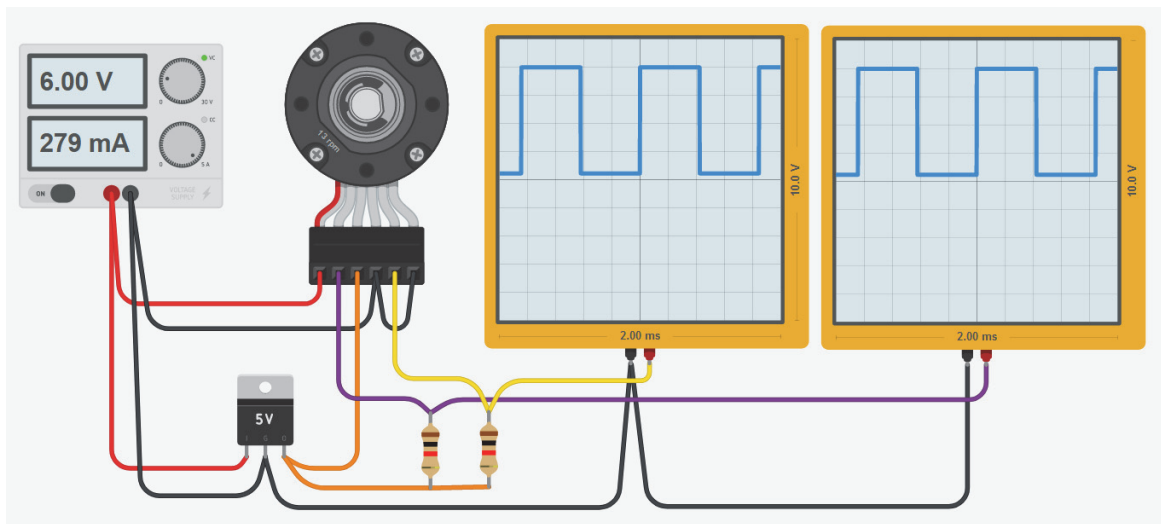 6.00 V
VC
0
30 V
279 mA
CC
0
5 A
ON
VOLTAGE
SUPPLY
13 rpm
10.0 V
2.00 ms
10.0 V
2.00 ms
5V
I
G
O